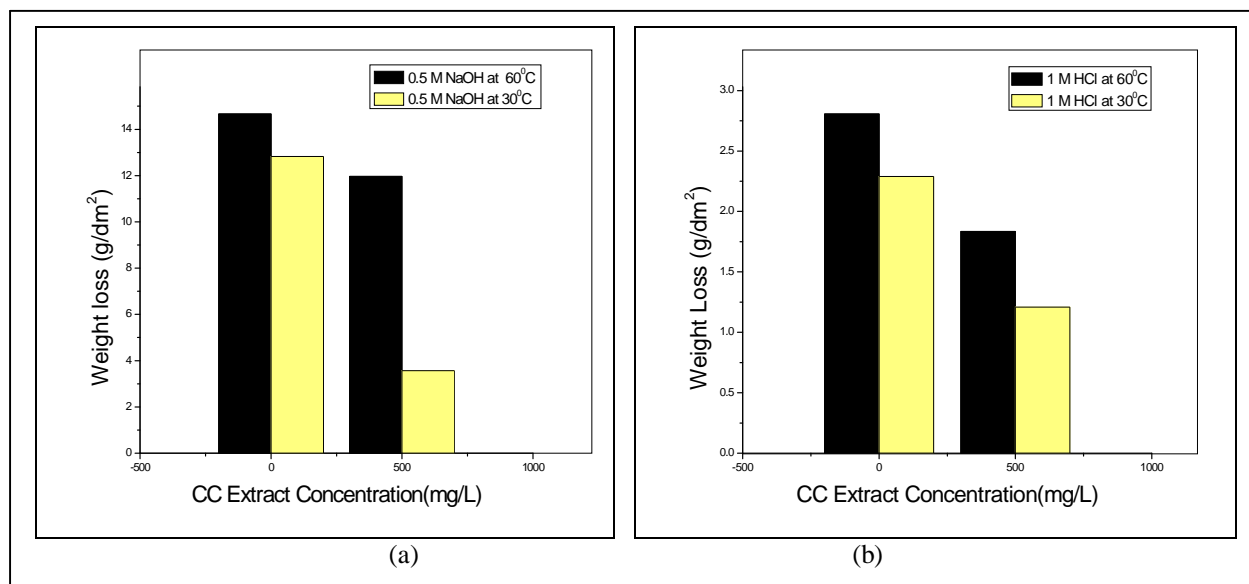 0.5 M NaOH at 60⁰C
0.5 M NaOH at 30⁰C
14
12
10
8
6
4
2
0
Weight loss (g/dm²)
-500
0
500
1000
CC Extract Concentration(mg/L)
(a)
1 M HCl at 60⁰C
1 M HCl at 30⁰C
3.0
2.5
2.0
1.5
1.0
0.5
0.0
Weight Loss (g/dm²)
-500
0
500
1000
CC Extract Concentration(mg/L)
(b)